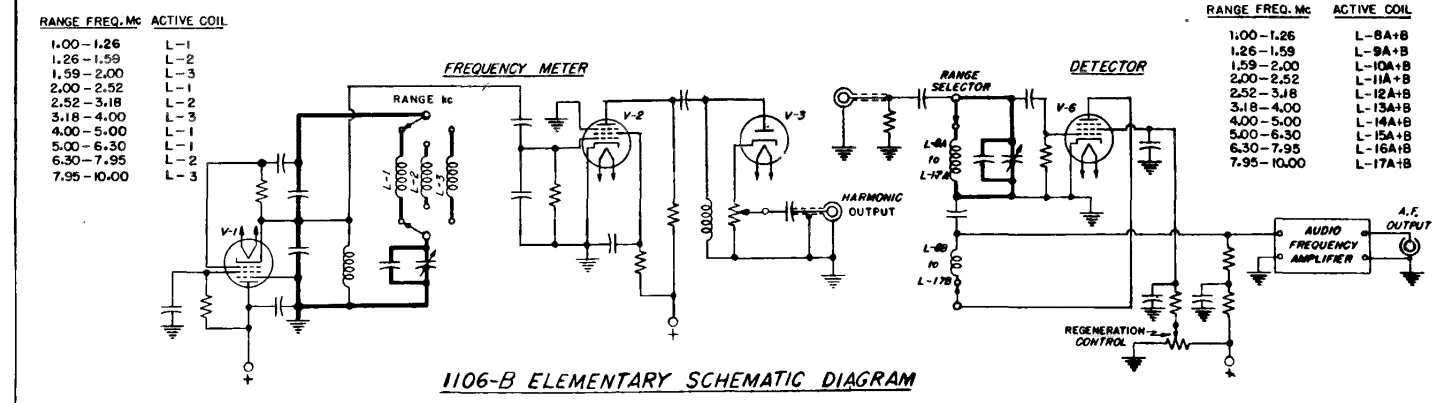 RANGE FREQ. Mc ACTIVE COIL
1.00-1.26 L-1
1.26-1.59 L-2
1.59-2.00 L-3
2.00-2.52 L-1
2.52-3.18 L-2
3.18-4.00 L-3
4.00-5.00 L-1
5.00-6.30 L-1
6.30-7.95 L-2
7.95-10.00 L-3
FREQUENCY METER
RANGE kc
L-1
L-2
L-3
V-1
V-2
V-3
HARMONIC
OUTPUT
RANGE
SELECTOR
DETECTOR
V-6
L-8A
to
L-17A
L-8B
to
L-17B
REGENERATION
CONTROL
RANGE FREQ. Mc ACTIVE COIL
1.00-1.26 L-8A+B
1.26-1.59 L-9A+B
1.59-2.00 L-10A+B
2.00-2.52 L-11A+B
2.52-3.18 L-12A+B
3.18-4.00 L-13A+B
4.00-5.00 L-14A+B
5.00-6.30 L-15A+B
6.30-7.95 L-16A+B
7.95-10.00 L-17A+B
AUDIO
FREQUENCY
AMPLIFIER
A.F.
OUTPUT
+
+
+
1106-B ELEMENTARY SCHEMATIC DIAGRAM